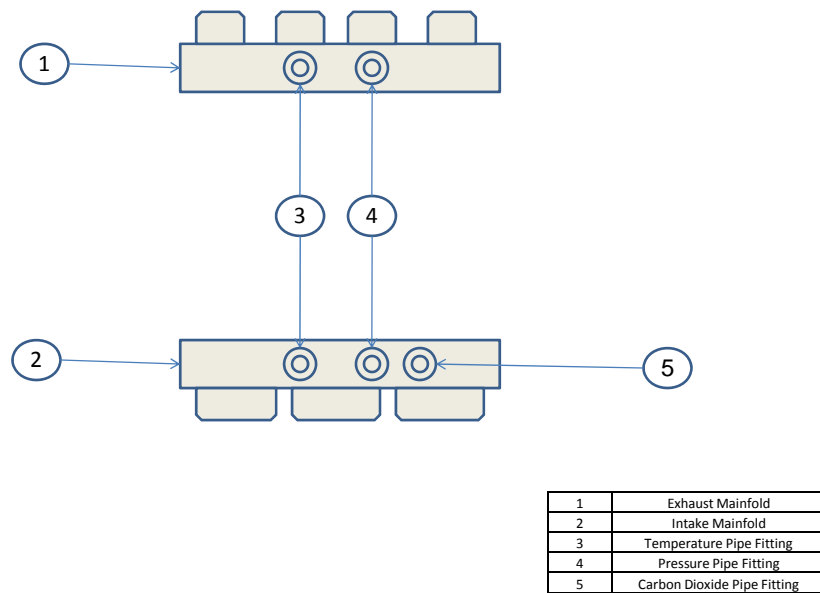 1
3
4
2
5
1 Exhaust Mainfold
2 Intake Mainfold
3 Temperature Pipe Fitting
4 Pressure Pipe Fitting
5 Carbon Dioxide Pipe Fitting